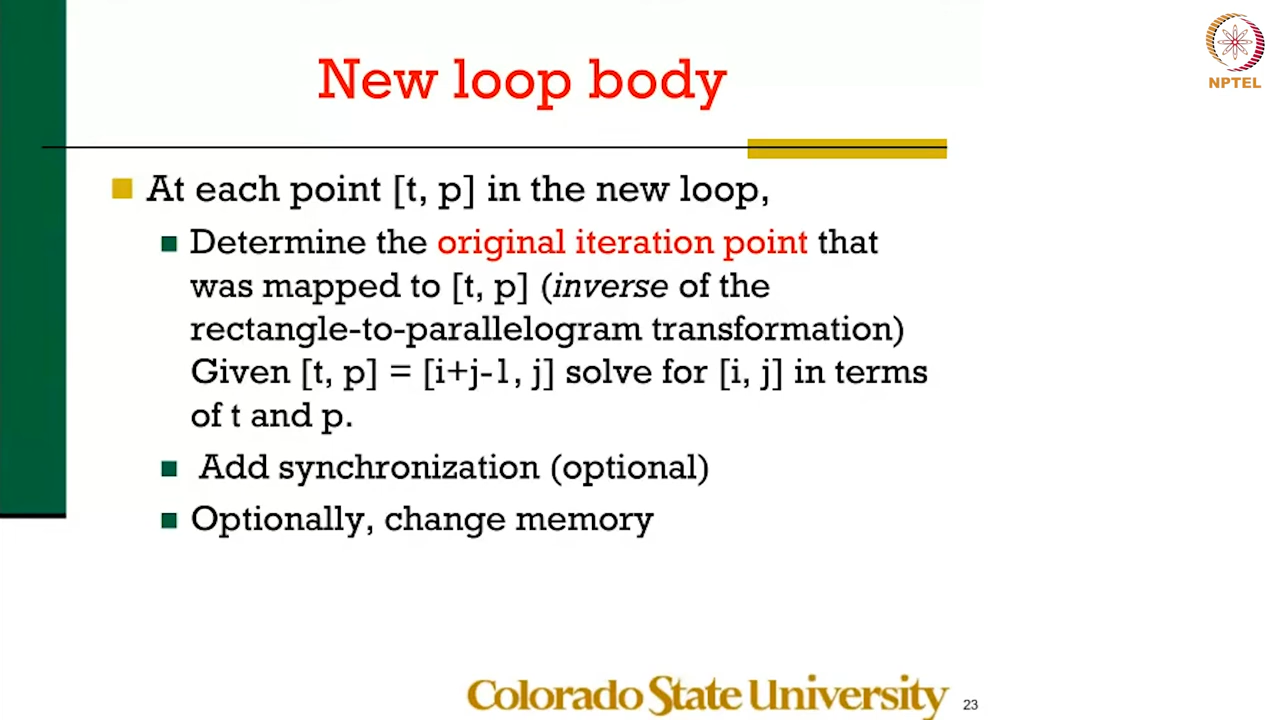 NPTEL
New loop body
At each point [t, p] in the new loop,
Determine the original iteration point that
was mapped to [t, p] (inverse of the
rectangle-to-parallelogram transformation)
Given [t, p] = [i+j-1, j] solve for [i, j] in terms
of t and p.
Add synchronization (optional)
Optionally, change memory
Colorado State University
23